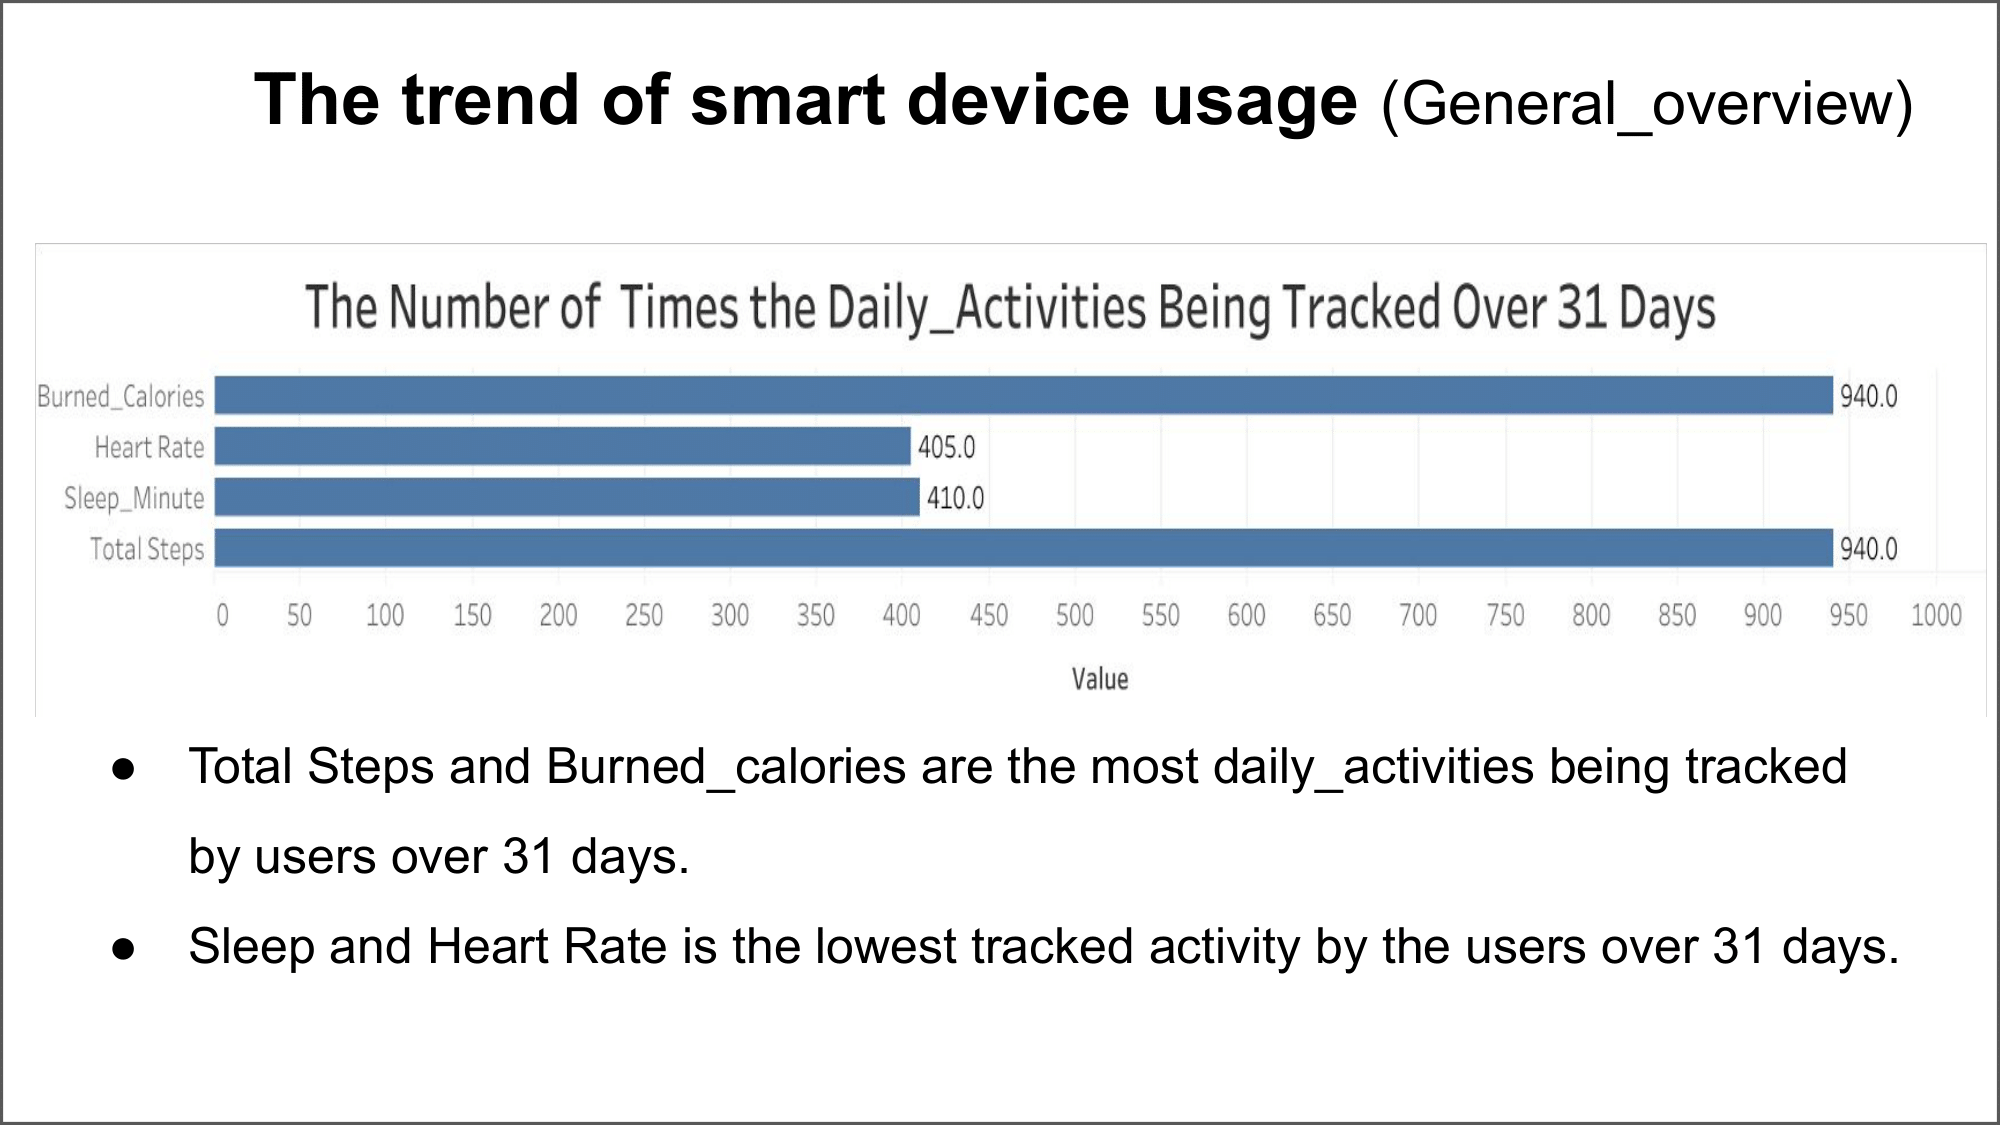 The trend of smart device usage (General_overview)
The Number of  Times the Daily_Activities Being Tracked Over 31 Days
Burned_Calories 940.0
Heart Rate 405.0
Sleep_Minute 410.0
Total Steps 940.0
0 50 100 150 200 250 300 350 400 450 500 550 600 650 700 750 800 850 900 950 1000
Value
● Total Steps and Burned_calories are the most daily_activities being tracked
by users over 31 days.
● Sleep and Heart Rate is the lowest tracked activity by the users over 31 days.